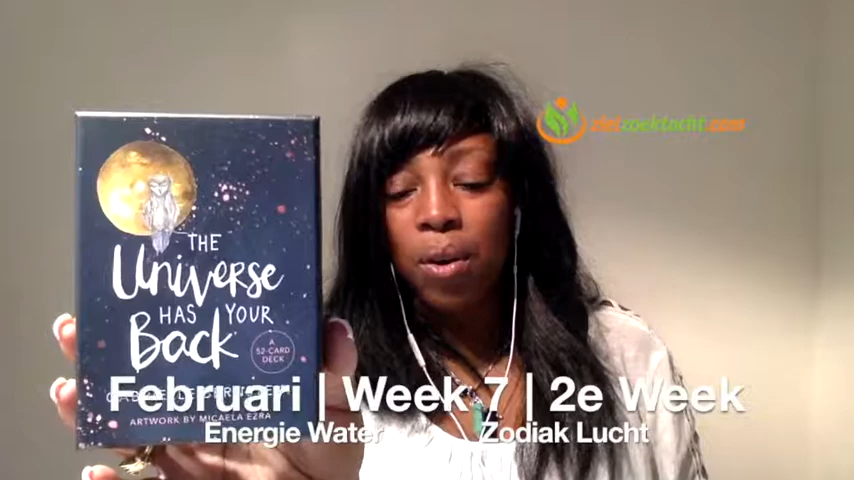 THE
UNIVERSE
HAS YOUR
BACK
A
52-CARD
DECK
ARTWORK BY MICAELA EZRA
Februari | Week 7 | 2e Week
Energie Water
Zodiak Lucht